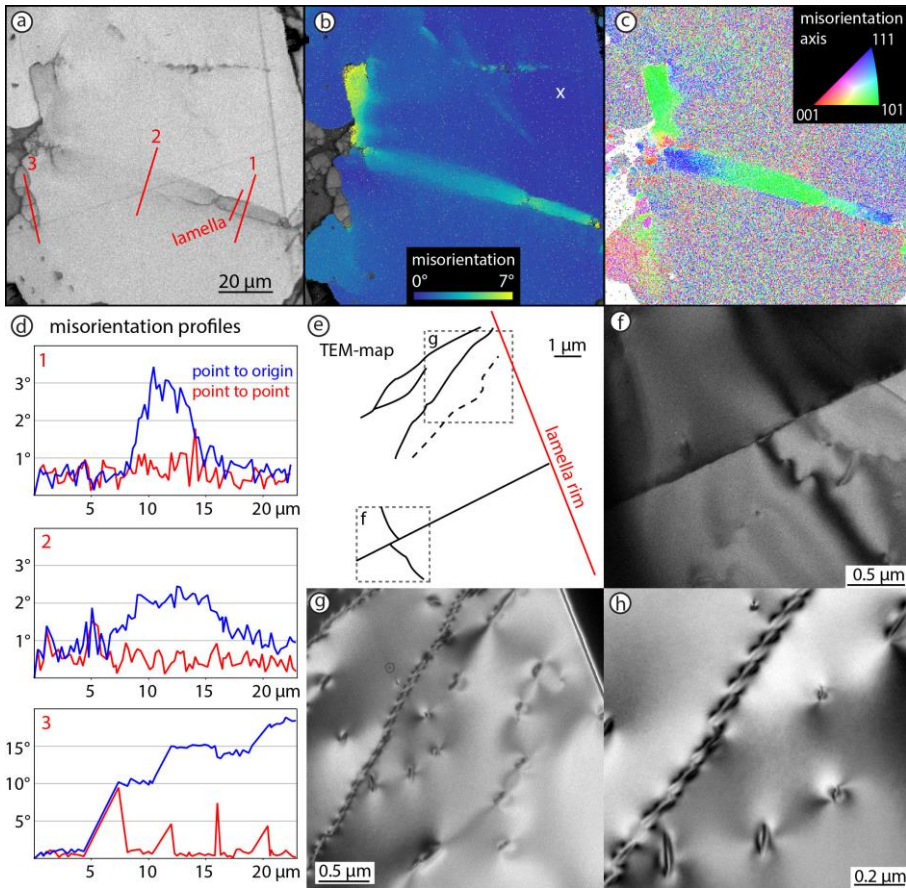 a
2
3
1
lamella
20 µm
b
x
misorientation
0°
7°
c
misorientation
axis
111
001
101
d misorientation profiles
1
point to origin
point to point
3°
2°
1°
5 10 15 20 µm
2
3°
2°
1°
5 10 15 20 µm
3
15°
10°
5°
5 10 15 20 µm
e
TEM-map
g
1 µm
lamella rim
f
f
0.5 µm
g
0.5 µm
h
0.2 µm